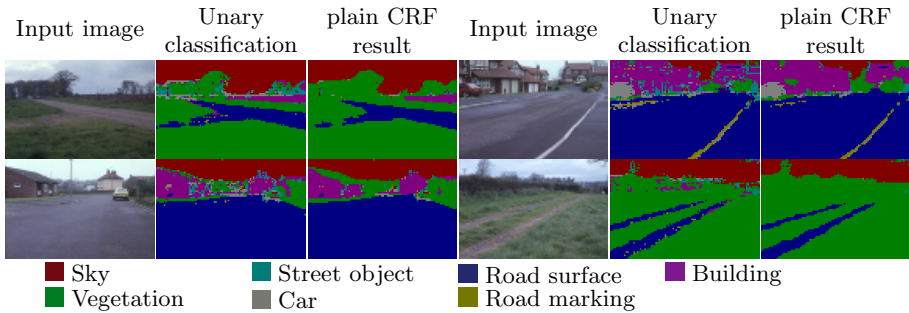 Input image
Unary
classification
plain CRF
result
Input image
Unary
classification
plain CRF
result
Sky
Street object
Road surface
Building
Vegetation
Car
Road marking